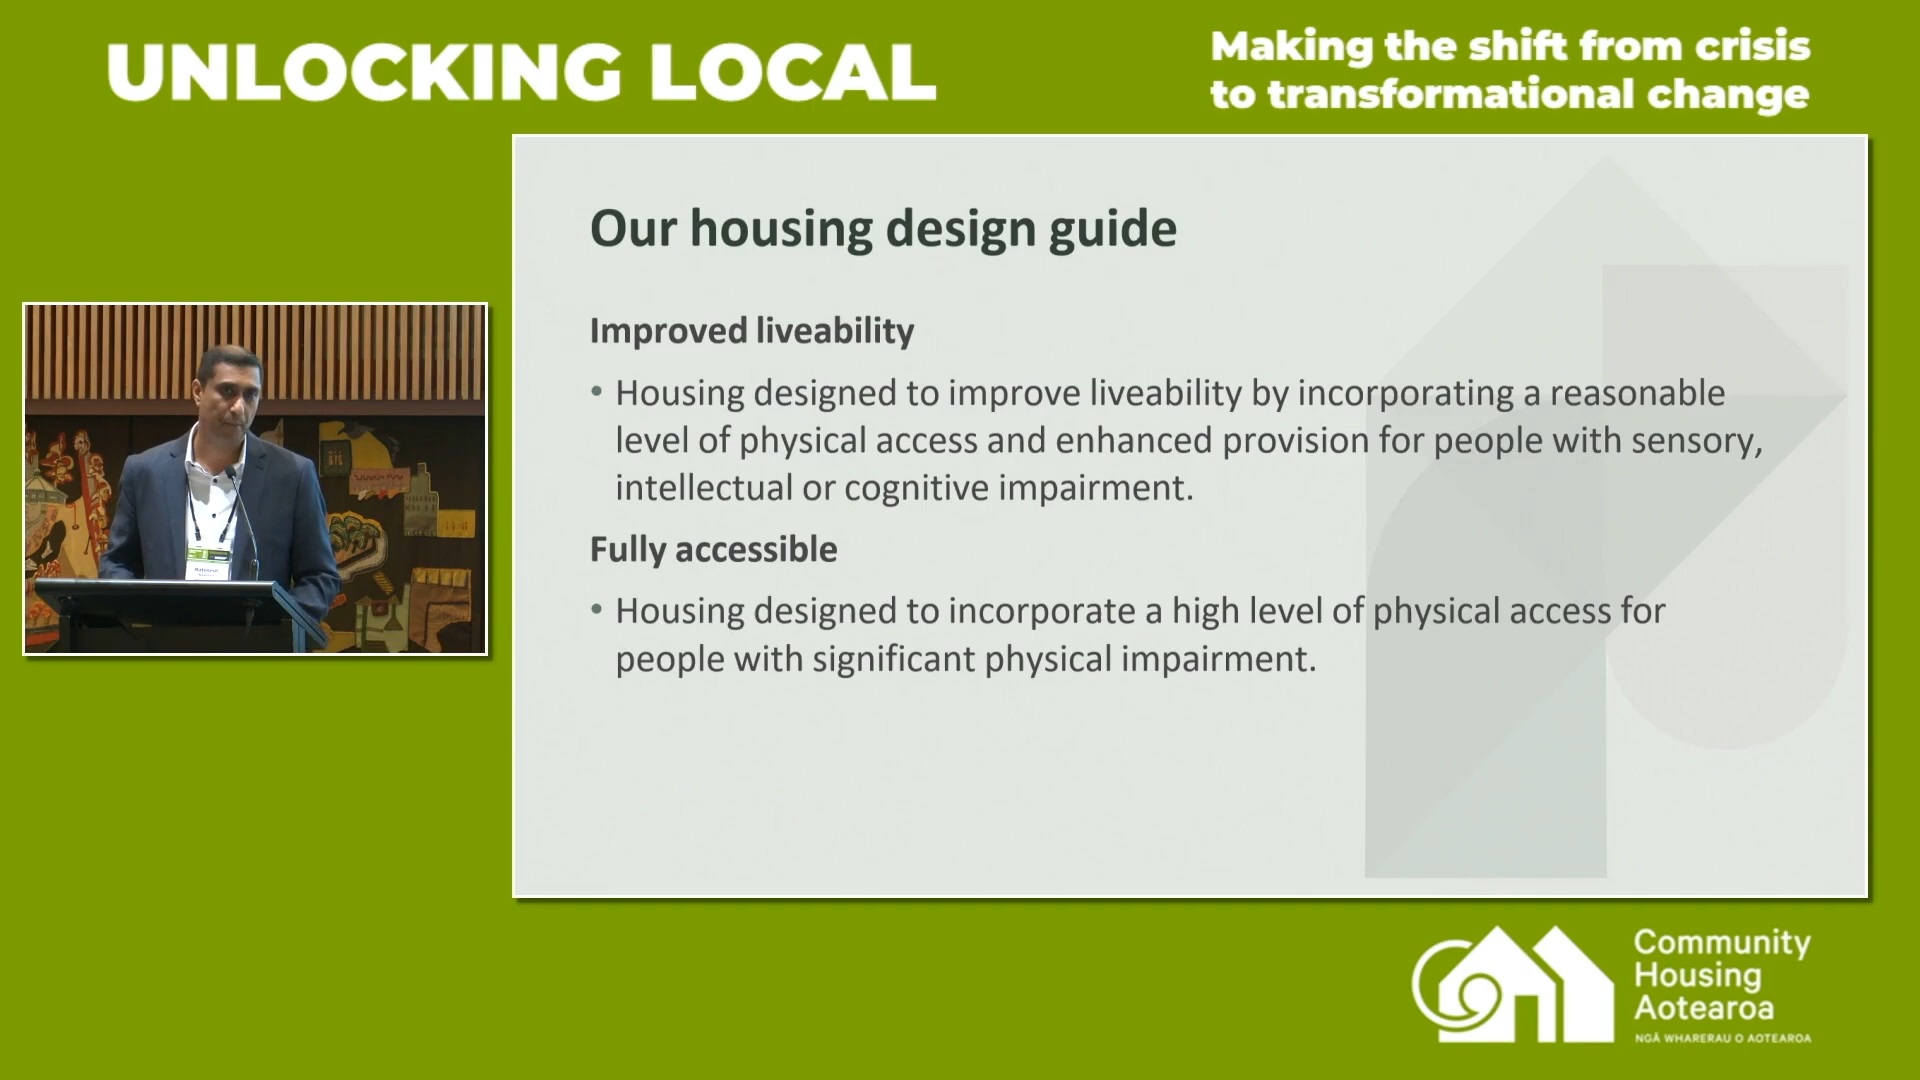 UNLOCKING LOCAL
Making the shift from crisis
to transformational change
Our housing design guide
Improved liveability
• Housing designed to improve liveability by incorporating a reasonable
level of physical access and enhanced provision for people with sensory,
intellectual or cognitive impairment.
Fully accessible
• Housing designed to incorporate a high level of physical access for
people with significant physical impairment.
Community
Housing
Aotearoa
NGĀ WHARERAU O AOTEAROA